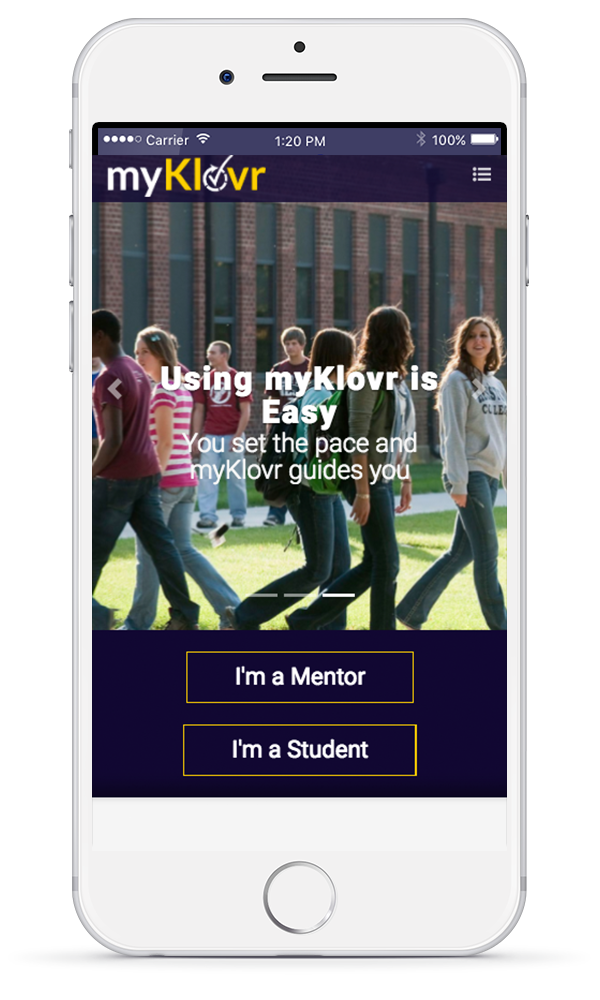 Carrier 1:20 PM 100%
myKlovr
Using myKlovr is
Easy
You set the pace and
myKlovr guides you
I'm a Mentor
I'm a Student